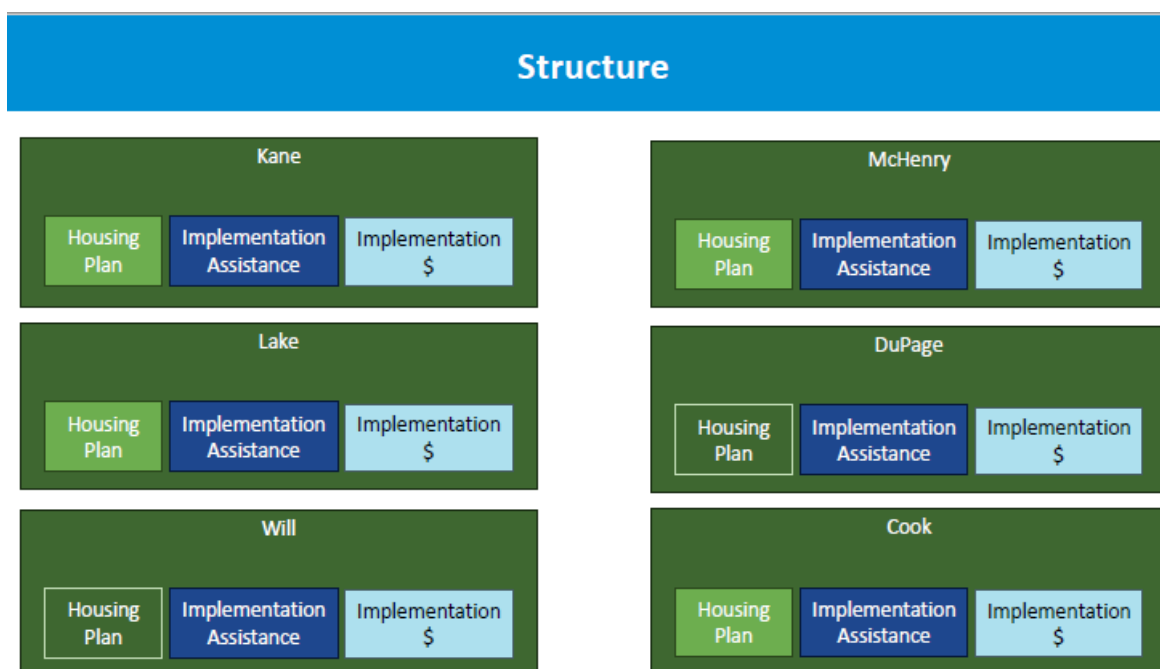 Structure
Kane
Housing
Plan
Implementation
Assistance
Implementation
$
McHenry
Housing
Plan
Implementation
Assistance
Implementation
$
Lake
Housing
Plan
Implementation
Assistance
Implementation
$
DuPage
Housing
Plan
Implementation
Assistance
Implementation
$
Will
Housing
Plan
Implementation
Assistance
Implementation
$
Cook
Housing
Plan
Implementation
Assistance
Implementation
$